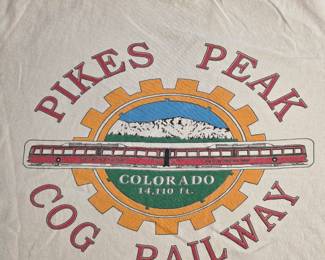 PIKES PEAK
COLORADO
14,110 ft.
COG RAILWAY